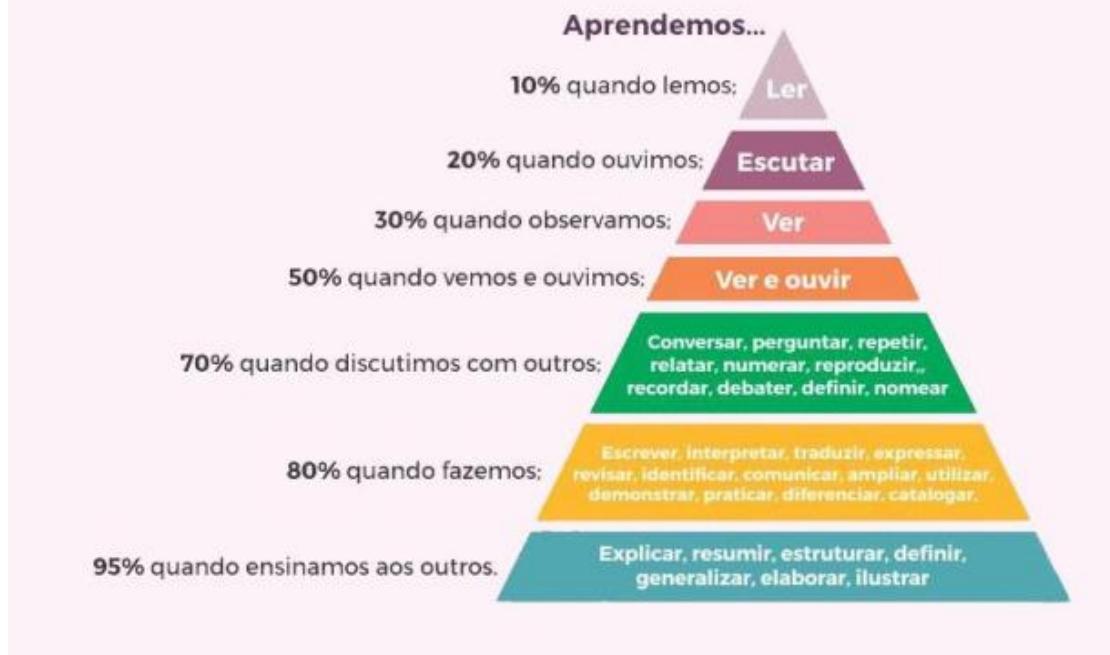 Aprendemos...
10% quando lemos;
Ler
20% quando ouvimos;
Escutar
30% quando observamos;
Ver
50% quando vemos e ouvimos;
Ver e ouvir
70% quando discutimos com outros;
Conversar, perguntar, repetir,
relatar, numerar, reproduzir,,
recordar, debater, definir, nomear
80% quando fazemos;
Escrever, interpretar, traduzir, expressar,
revisar, identificar, comunicar, ampliar, utilizar,
demonstrar, praticar, diferenciar, catalogar.
95% quando ensinamos aos outros.
Explicar, resumir, estruturar, definir,
generalizar, elaborar, ilustrar